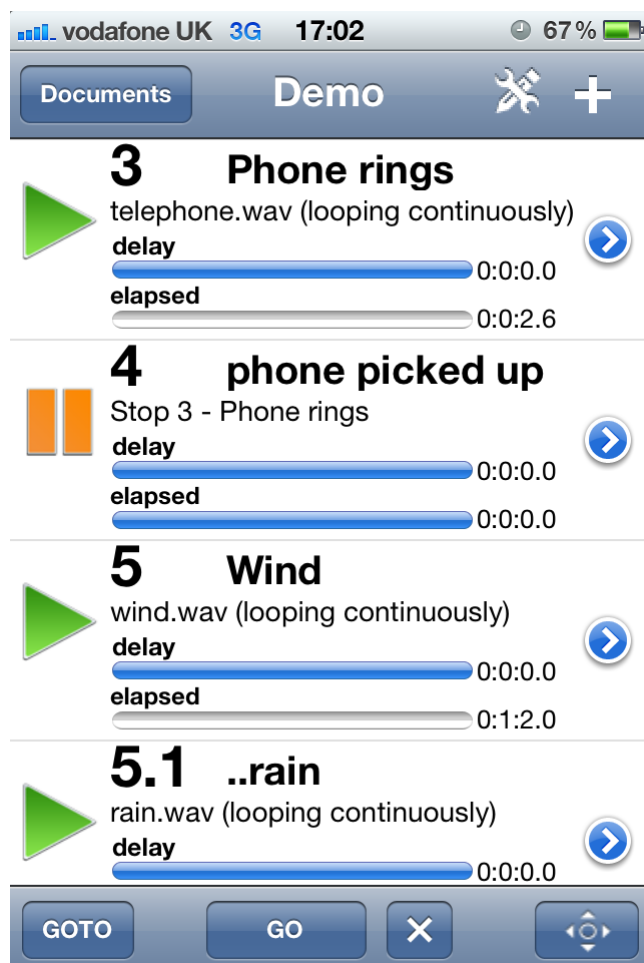 vodafone UK 3G 17:02 67%
Documents Demo
3 Phone rings
telephone.wav (looping continuously)
delay
0:0:0.0
elapsed
0:0:2.6
4 phone picked up
Stop 3 - Phone rings
delay
0:0:0.0
elapsed
0:0:0.0
5 Wind
wind.wav (looping continuously)
delay
0:0:0.0
elapsed
0:1:2.0
5.1 ..rain
rain.wav (looping continuously)
delay
0:0:0.0
GOTO GO